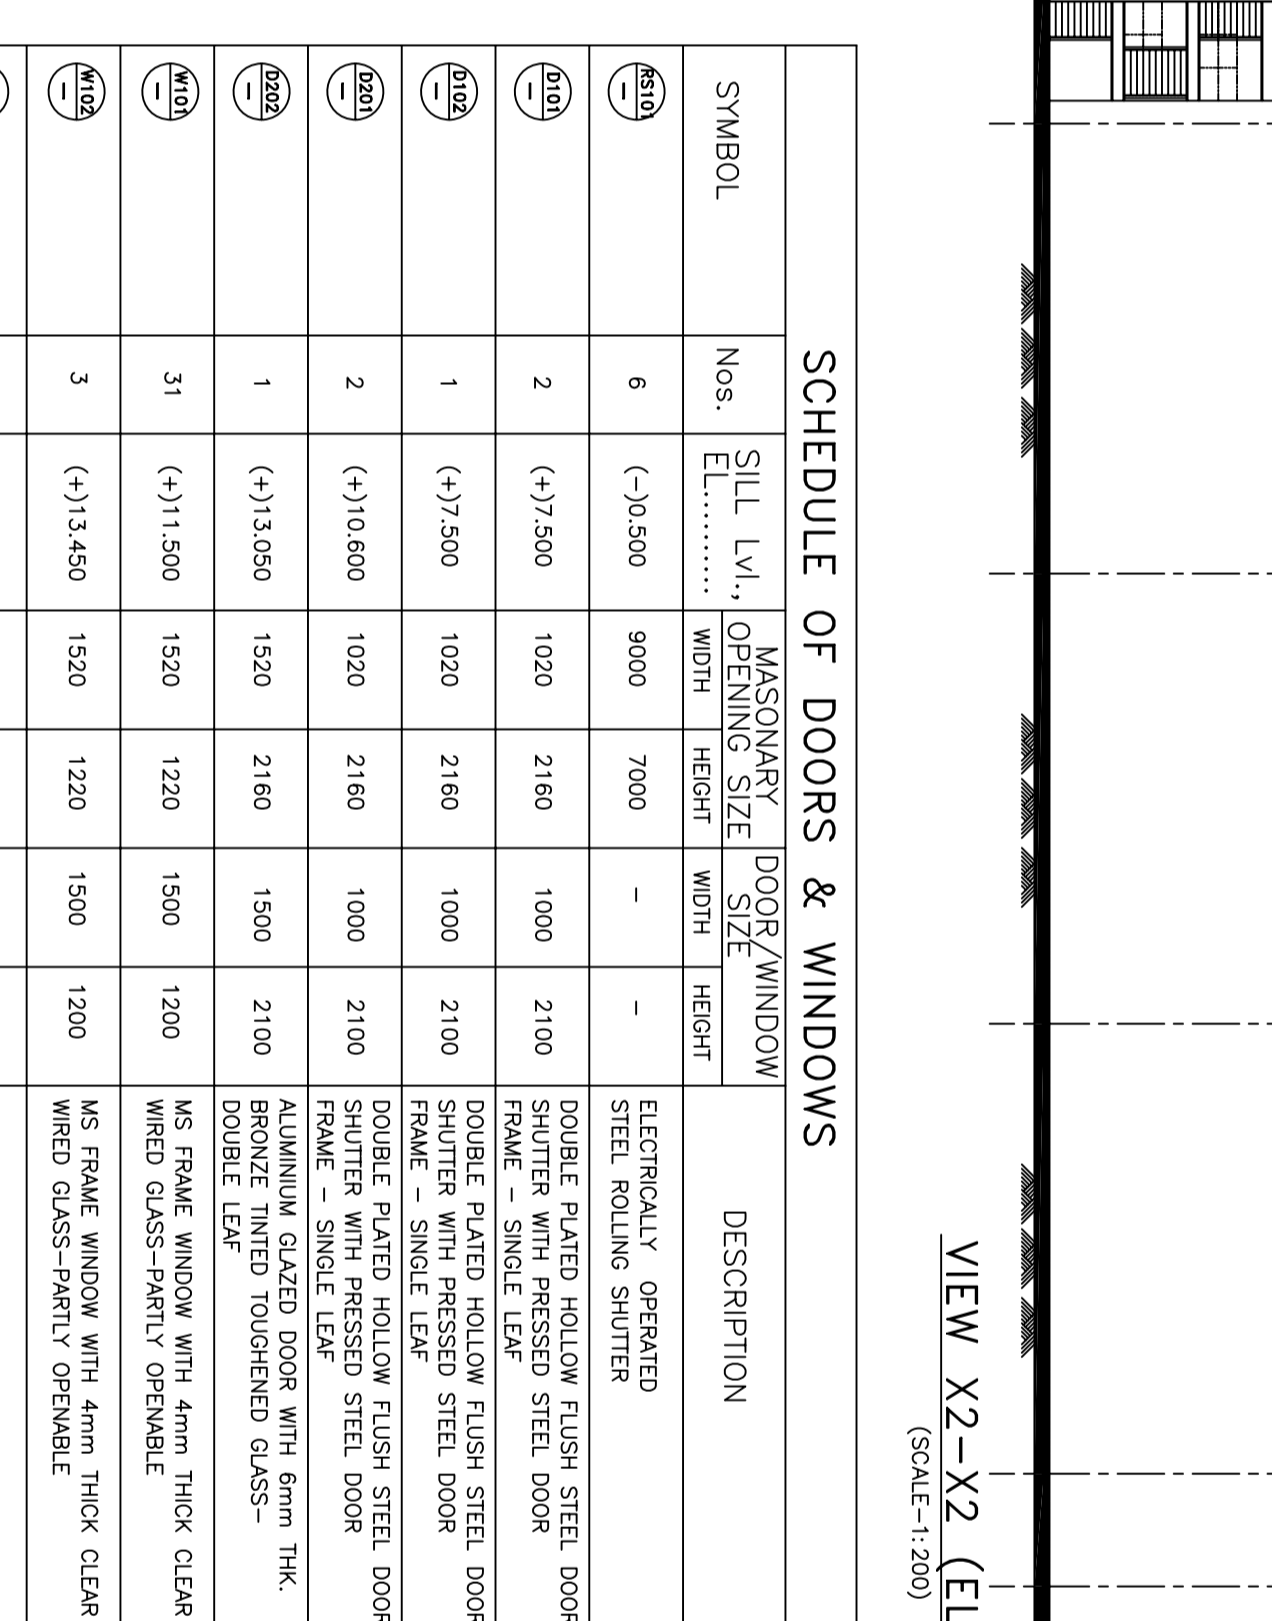 VIEW X2-X2 (EL
(SCALE-1:200)
SCHEDULE OF DOORS & WINDOWS
SYMBOL
Nos.
SILL Lvl.,
EL..........
MASONARY
OPENING SIZE
DOOR/WINDOW
SIZE
DESCRIPTION
WIDTH HEIGHT WIDTH HEIGHT
RS101
-
6 (-)0.500 9000 7000 - -
ELECTRICALLY OPERATED
STEEL ROLLING SHUTTER
D101
-
2 (+)7.500 1020 2160 1000 2100
DOUBLE PLATED HOLLOW FLUSH STEEL DOOR
SHUTTER WITH PRESSED STEEL DOOR
FRAME - SINGLE LEAF
D102
-
1 (+)7.500 1020 2160 1000 2100
DOUBLE PLATED HOLLOW FLUSH STEEL DOOR
SHUTTER WITH PRESSED STEEL DOOR
FRAME - SINGLE LEAF
D201
-
2 (+)10.600 1020 2160 1000 2100
DOUBLE PLATED HOLLOW FLUSH STEEL DOOR
SHUTTER WITH PRESSED STEEL DOOR
FRAME - SINGLE LEAF
D202
-
1 (+)13.050 1520 2160 1500 2100
ALUMINIUM GLAZED DOOR WITH 6mm THK.
BRONZE TINTED TOUGHENED GLASS-
DOUBLE LEAF
W101
-
31 (+)11.500 1520 1220 1500 1200
MS FRAME WINDOW WITH 4mm THICK CLEAR
WIRED GLASS-PARTLY OPENABLE
W102
-
3 (+)13.450 1520 1220 1500 1200
MS FRAME WINDOW WITH 4mm THICK CLEAR
WIRED GLASS-PARTLY OPENABLE